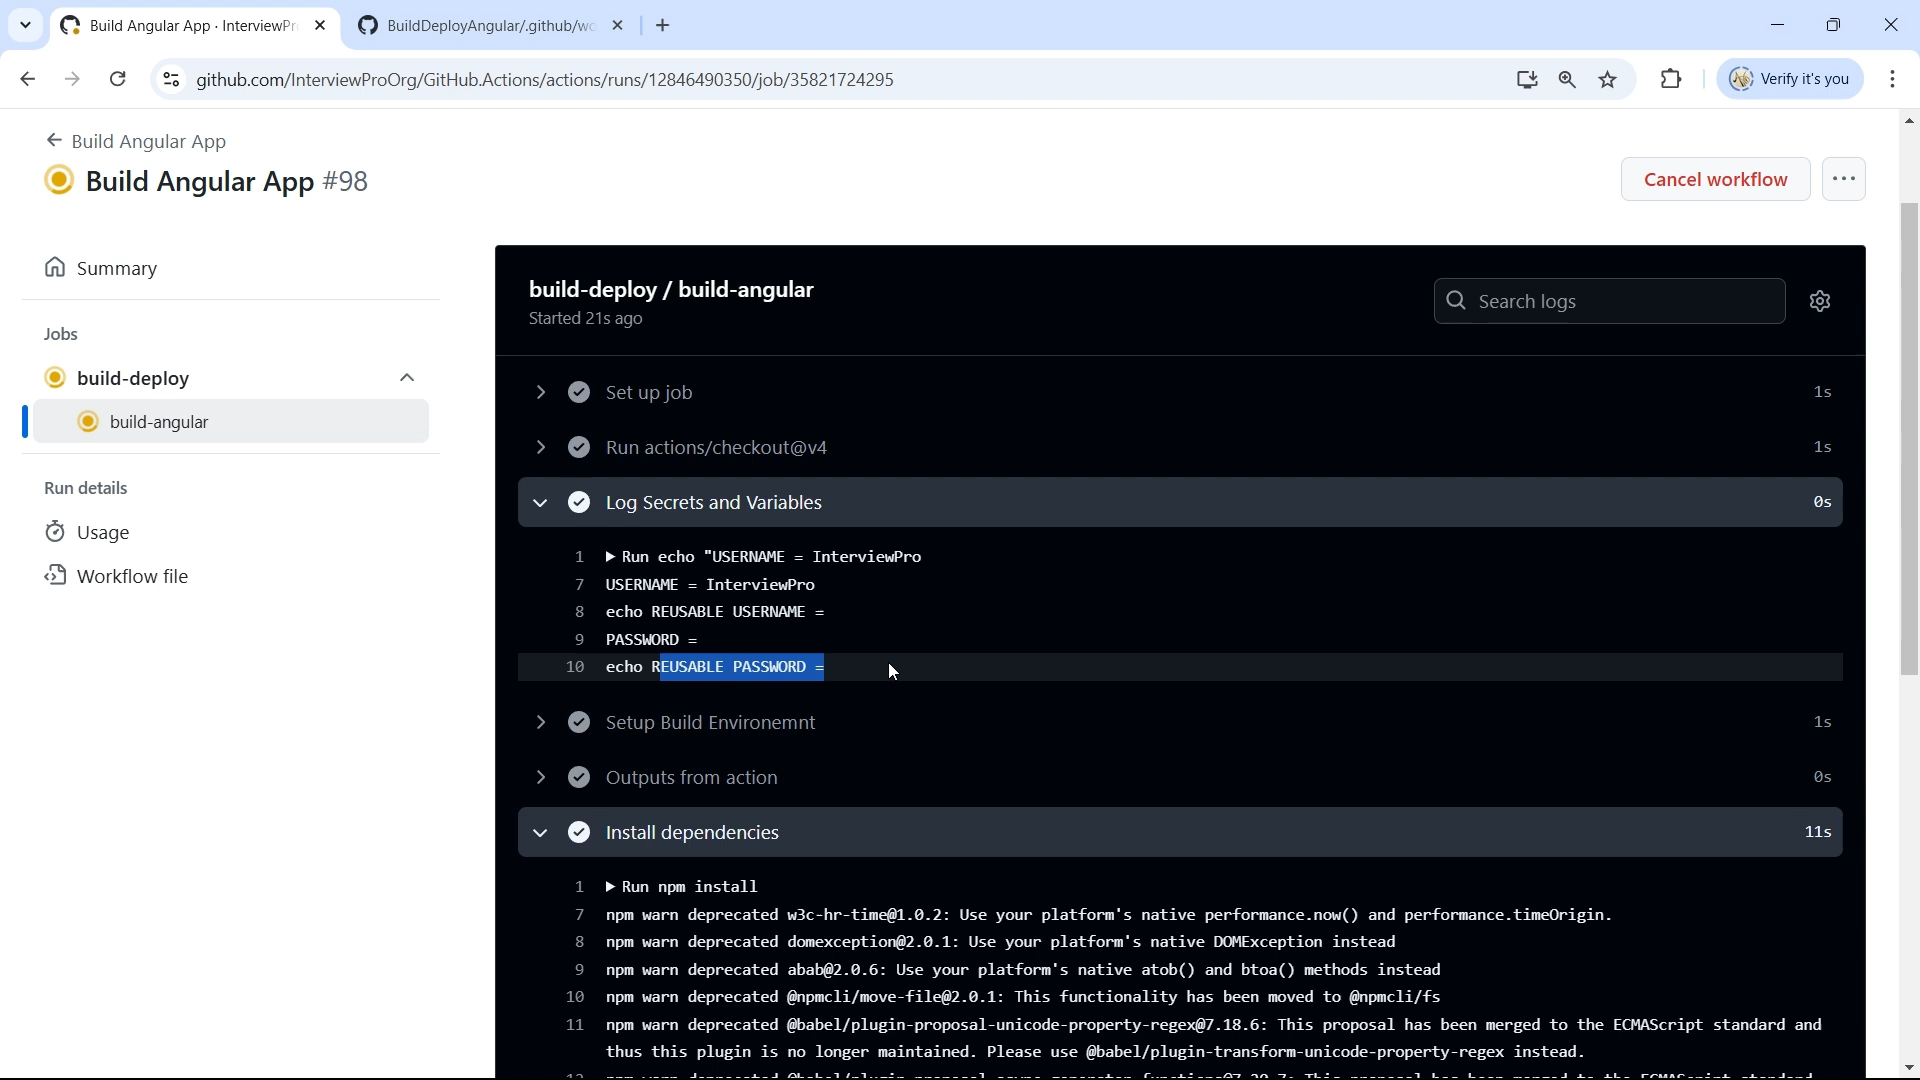 Build Angular App · InterviewPr
BuildDeployAngular/.github/wo
github.com/InterviewProOrg/GitHub.Actions/actions/runs/12846490350/job/35821724295
Verify it's you
Build Angular App
Build Angular App #98
Cancel workflow
Summary
Jobs
build-deploy
build-angular
Run details
Usage
Workflow file
build-deploy / build-angular
Started 21s ago
Search logs
Set up job 1s
Run actions/checkout@v4 1s
Log Secrets and Variables 0s
1 Run echo "USERNAME = InterviewPro
7 USERNAME = InterviewPro
8 echo REUSABLE USERNAME =
9 PASSWORD =
10 echo REUSABLE PASSWORD =
Setup Build Environemnt 1s
Outputs from action 0s
Install dependencies 11s
1 Run npm install
7 npm warn deprecated w3c-hr-time@1.0.2: Use your platform's native performance.now() and performance.timeOrigin.
8 npm warn deprecated domexception@2.0.1: Use your platform's native DOMException instead
9 npm warn deprecated abab@2.0.6: Use your platform's native atob() and btoa() methods instead
10 npm warn deprecated @npmcli/move-file@2.0.1: This functionality has been moved to @npmcli/fs
11 npm warn deprecated @babel/plugin-proposal-unicode-property-regex@7.18.6: This proposal has been merged to the ECMAScript standard and
thus this plugin is no longer maintained. Please use @babel/plugin-transform-unicode-property-regex instead.